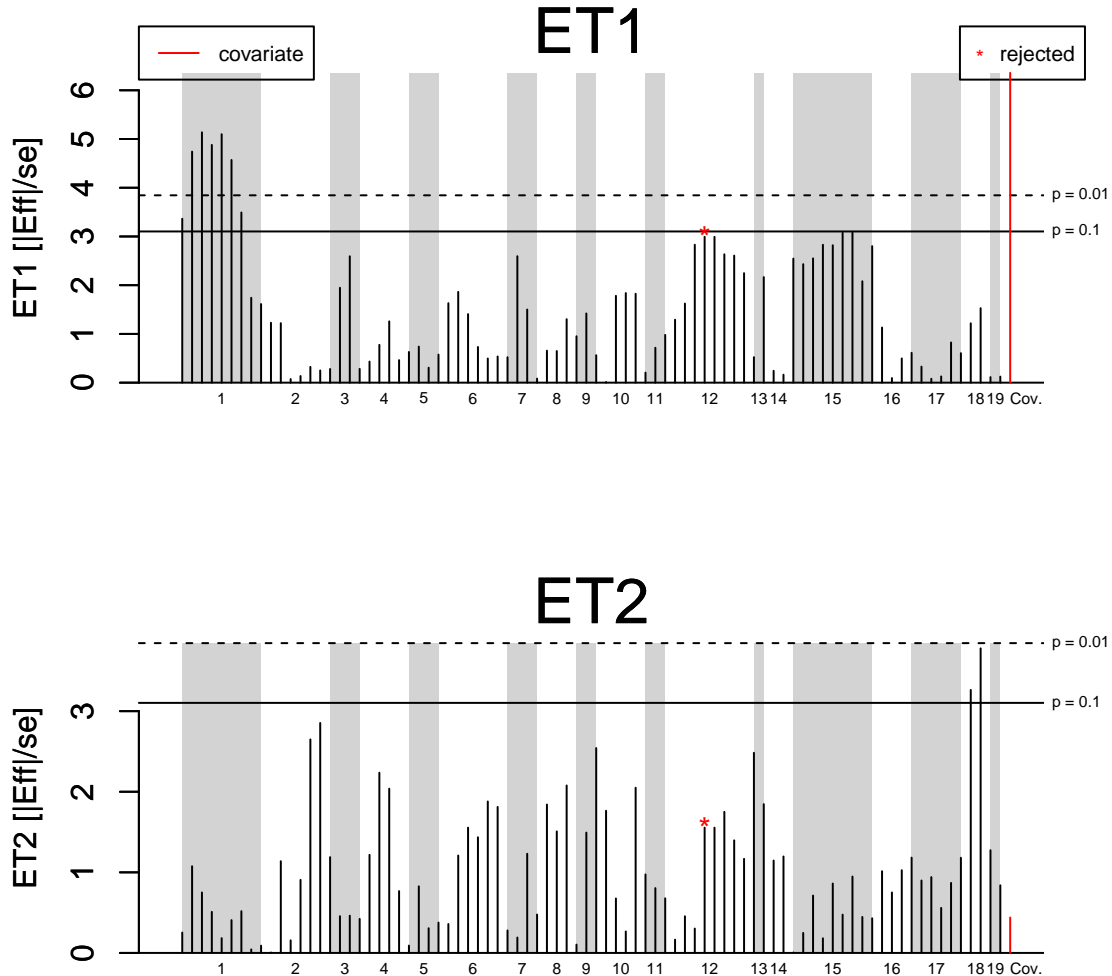 ET1
covariate
* rejected
ET1 [|Eff|/se]
6
5
4
3
2
1
0
p = 0.01
p = 0.1
*
1 2 3 4 5 6 7 8 9 10 11 12 13 14 15 16 17 18 19 Cov.
ET2
ET2 [|Eff|/se]
3
2
1
0
p = 0.01
p = 0.1
*
1 2 3 4 5 6 7 8 9 10 11 12 13 14 15 16 17 18 19 Cov.